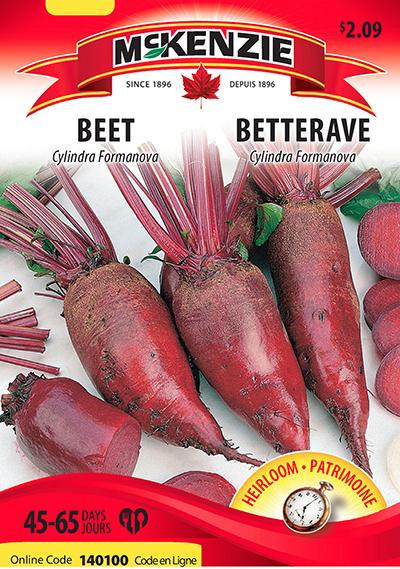 $2.09
McKENZIE
SINCE 1896 DEPUIS 1896
BEET BETTERAVE
Cylindra Formanova Cylindra Formanova
HEIRLOOM • PATRIMOINE
45-65 DAYS JOURS
Online Code 140100 Code en Ligne